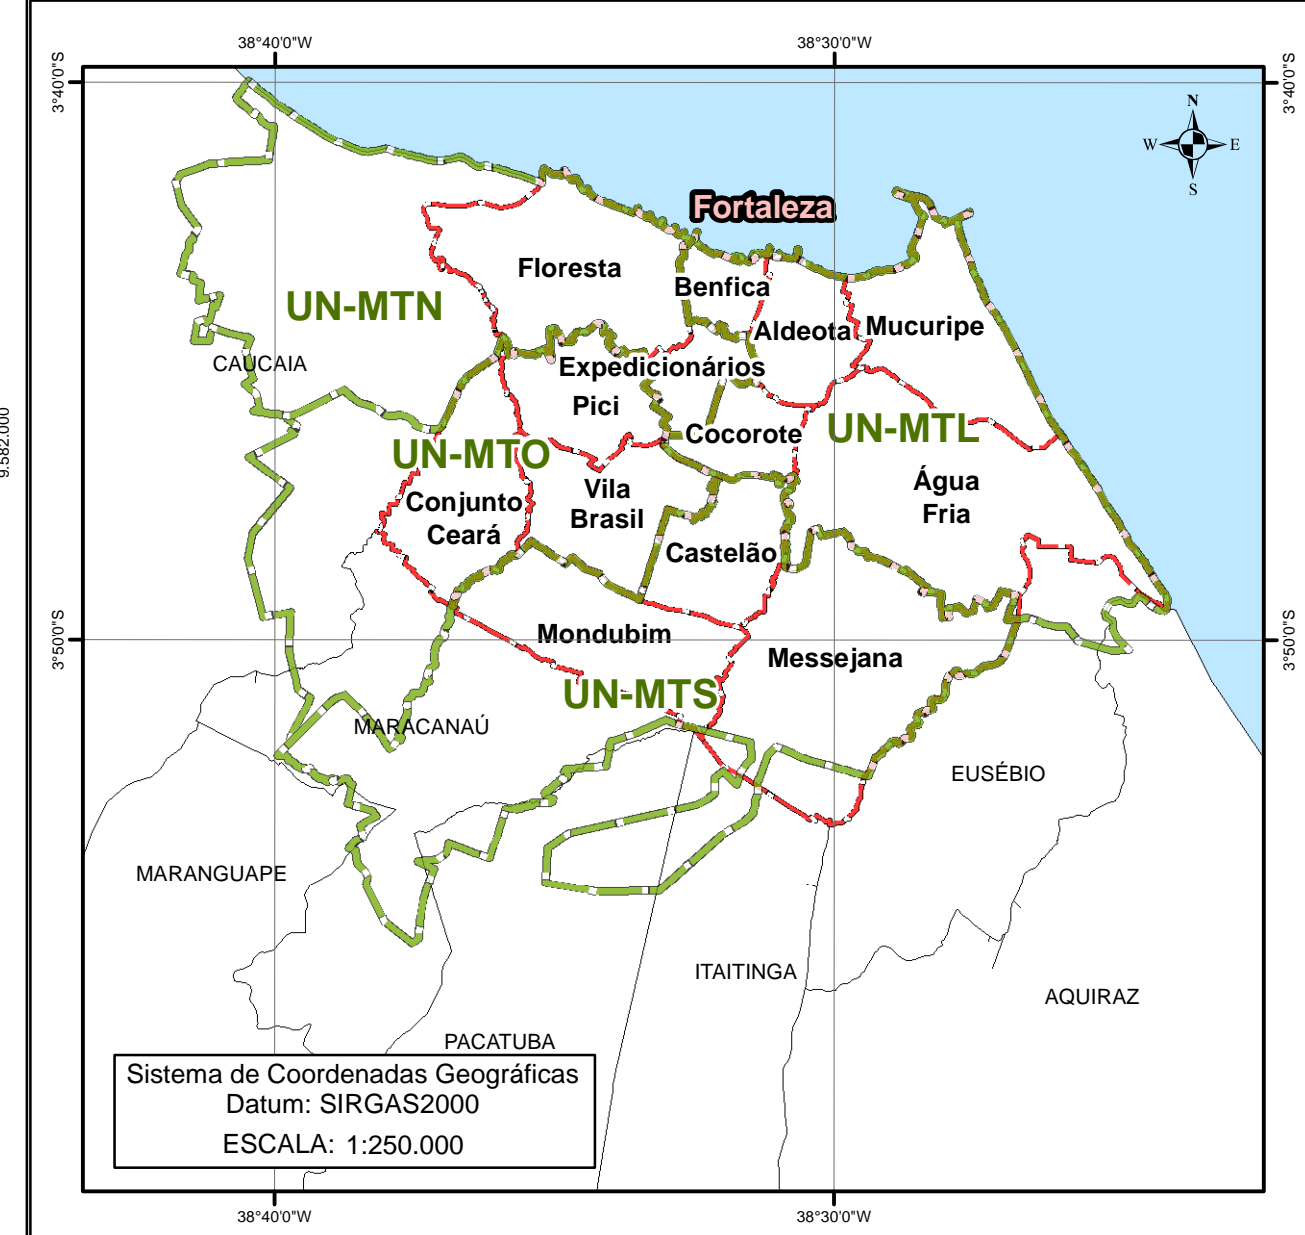 38°40'0"W
38°30'0"W
3°40'0"S
3°40'0"S
N
W
E
S
Fortaleza
Floresta
Benfica
UN-MTN
Aldeota
Mucuripe
CAUCAIA
Expedicionários
Pici
9.582.000
Cocorote
UN-MTL
UN-MTO
Água
Fria
Vila
Brasil
Conjunto
Ceará
Castelão
3°50'0"S
3°50'0"S
Mondubim
Messejana
UN-MTS
MARACANAÚ
EUSÉBIO
MARANGUAPE
ITAITINGA
AQUIRAZ
PACATUBA
Sistema de Coordenadas Geográficas
Datum: SIRGAS2000
ESCALA: 1:250.000
38°40'0"W
38°30'0"W